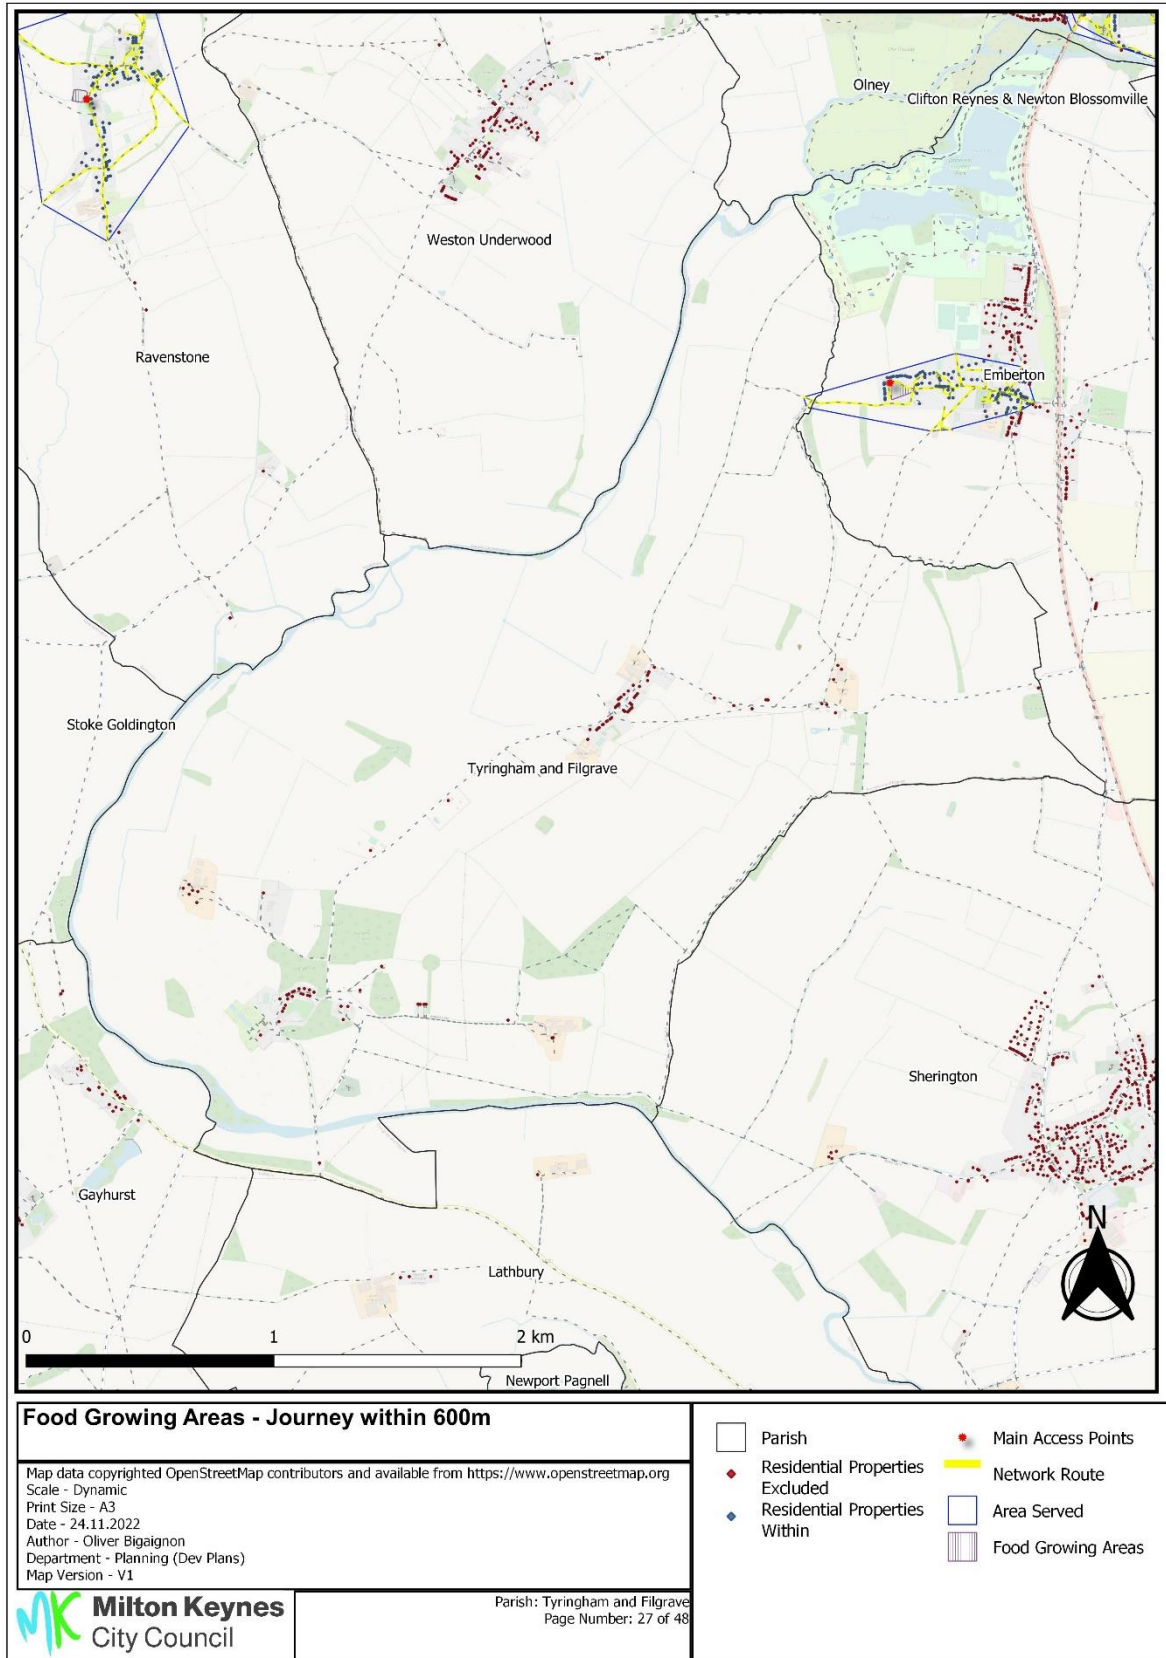 Olney
Clifton Reynes & Newton Blossomville
Weston Underwood
Ravenstone
Emberton
Stoke Goldington
Tyringham and Filgrave
Sherington
Gayhurst
N
Lathbury
0 1 2 km
Newport Pagnell
Food Growing Areas - Journey within 600m
Map data copyrighted OpenStreetMap contributors and available from https://www.openstreetmap.org
Scale - Dynamic
Print Size - A3
Date - 24.11.2022
Author - Oliver Bigaignon
Department - Planning (Dev Plans)
Map Version - V1
MK Milton Keynes
City Council
Parish: Tyringham and Filgrave
Page Number: 27 of 48
Parish
Residential Properties
Excluded
Residential Properties
Within
Main Access Points
Network Route
Area Served
Food Growing Areas